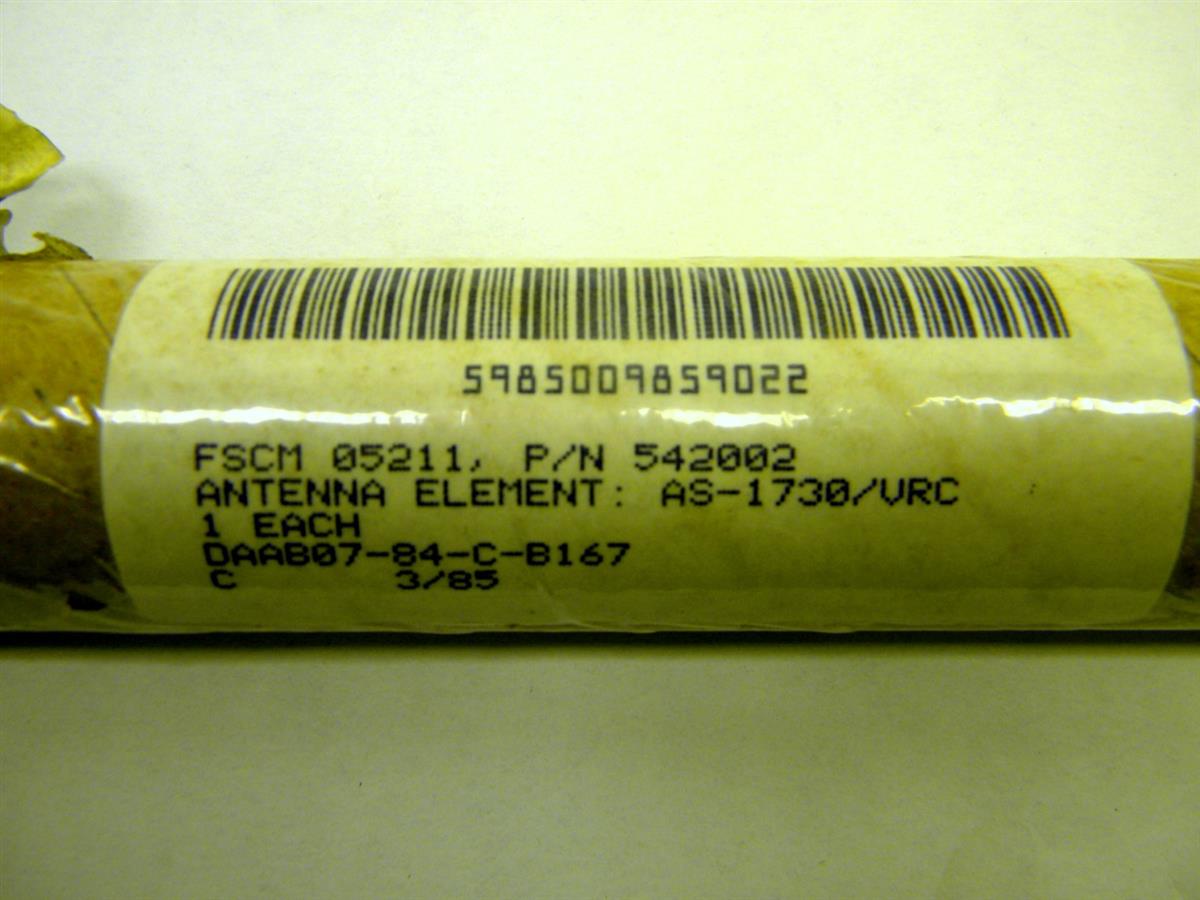 5985009859022
FSCM 05211, P/N 542002
ANTENNA ELEMENT: AS-1730/VRC
1 EACH
DAAB07-84-C-B167
C 3/85